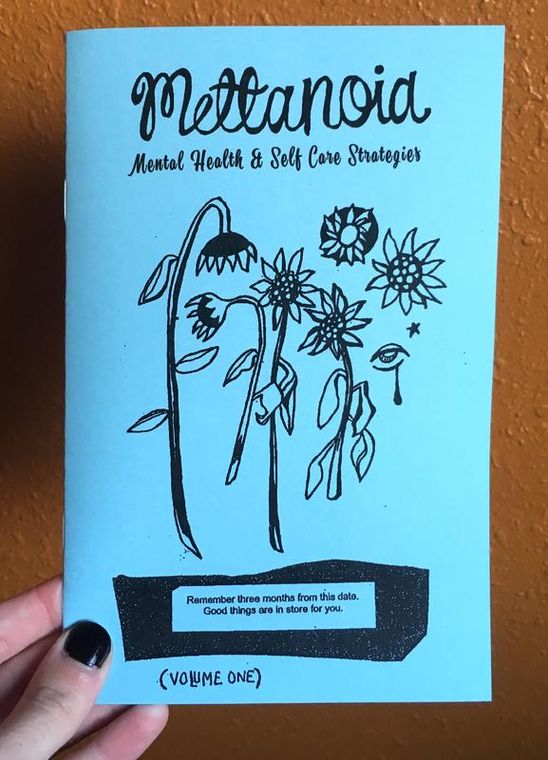 Mettanoia
Mental Health & Self Care Strategies
Remember three months from this date.
Good things are in store for you.
(VOLUME ONE)